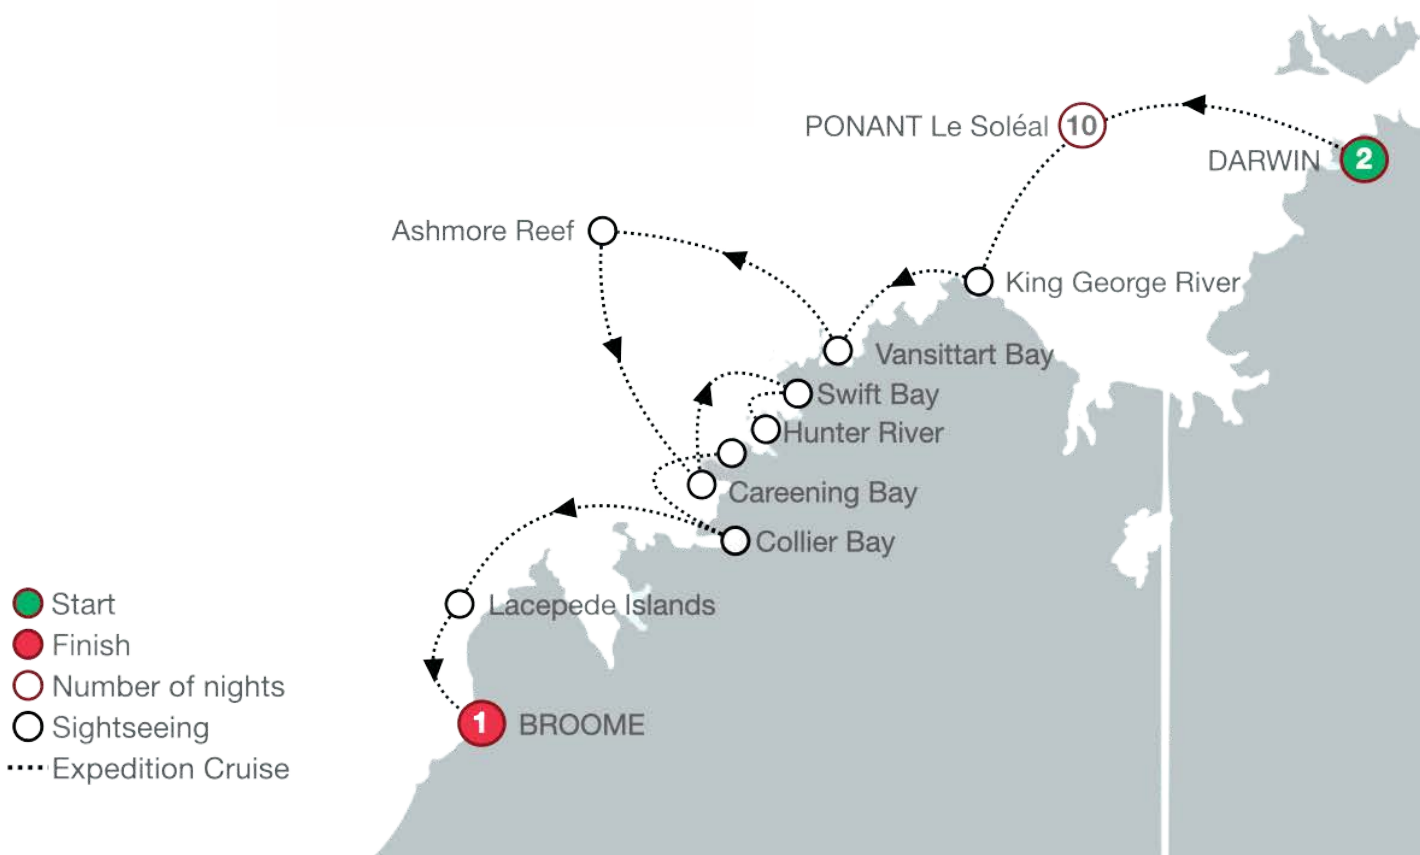 PONANT Le Soléal 10
DARWIN 2
Ashmore Reef
King George River
Vansittart Bay
Swift Bay
Hunter River
Careening Bay
Collier Bay
Lacepede Islands
1 BROOME
Start
Finish
Number of nights
Sightseeing
Expedition Cruise